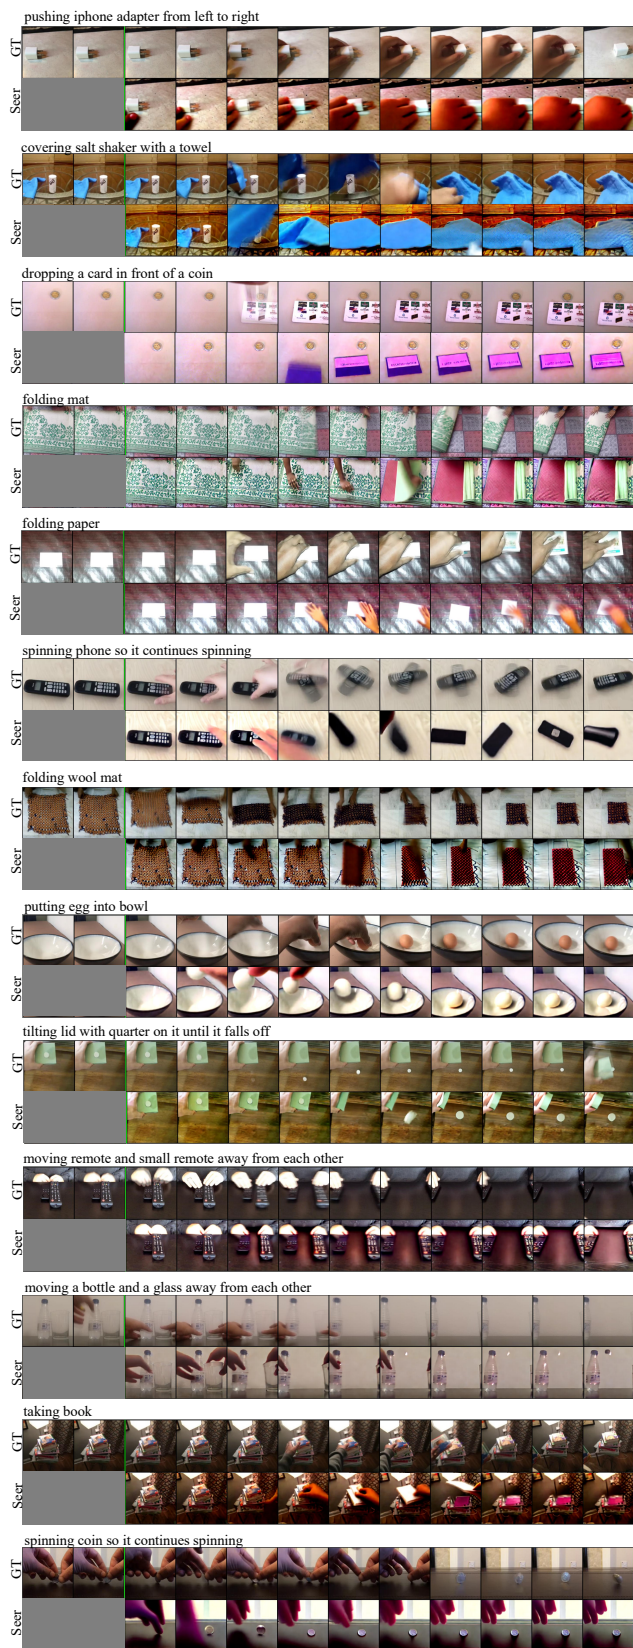 pushing iphone adapter from left to right
GT
Seer
covering salt shaker with a towel
GT
Seer
dropping a card in front of a coin
GT
Seer
folding mat
GT
Seer
folding paper
GT
Seer
spinning phone so it continues spinning
GT
Seer
folding wool mat
GT
Seer
putting egg into bowl
GT
Seer
tilting lid with quarter on it until it falls off
GT
Seer
moving remote and small remote away from each other
GT
Seer
moving a bottle and a glass away from each other
GT
Seer
taking book
GT
Seer
spinning coin so it continues spinning
GT
Seer